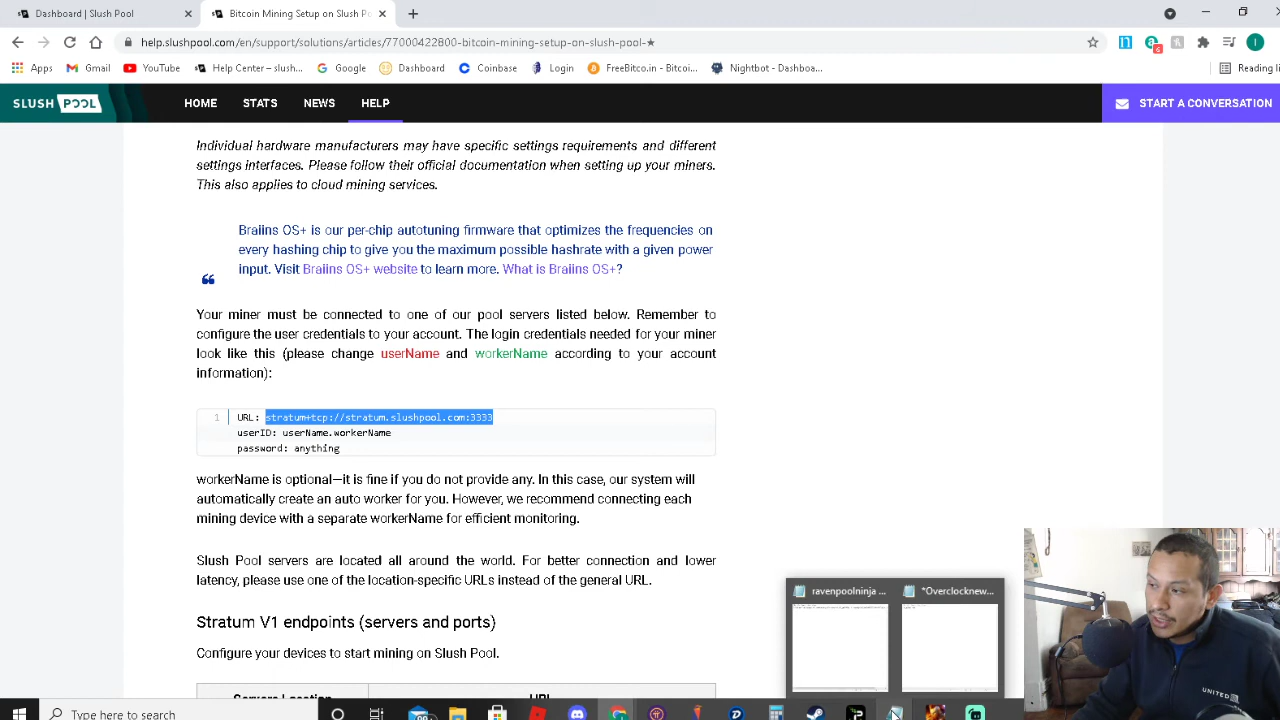 Dashboard | Slush Pool
Bitcoin Mining Setup on Slush Po
help.slushpool.com/en/support/solutions/articles/77000422800-bitcoin-mining-setup-on-slush-pool-★
6
Apps Gmail YouTube Help Center – slush... Google Dashboard Coinbase Login FreeBitco.in - Bitcoi... Nightbot - Dashboa... Reading li
SLUSH POOL HOME STATS NEWS HELP START A CONVERSATION
Individual hardware manufacturers may have specific settings requirements and different
settings interfaces. Please follow their official documentation when setting up your miners.
This also applies to cloud mining services.
Braiins OS+ is our per-chip autotuning firmware that optimizes the frequencies on
every hashing chip to give you the maximum possible hashrate with a given power
input. Visit Braiins OS+ website to learn more. What is Braiins OS+?
Your miner must be connected to one of our pool servers listed below. Remember to
configure the user credentials to your account. The login credentials needed for your miner
look like this (please change userName and workerName according to your account
information):
1 URL: stratum+tcp://stratum.slushpool.com:3333
userID: userName.workerName
password: anything
workerName is optional—it is fine if you do not provide any. In this case, our system will
automatically create an auto worker for you. However, we recommend connecting each
mining device with a separate workerName for efficient monitoring.
Slush Pool servers are located all around the world. For better connection and lower
latency, please use one of the location-specific URLs instead of the general URL.
Stratum V1 endpoints (servers and ports)
Configure your devices to start mining on Slush Pool.
Servers Location URL
ravenpoolninja ... *Overclocknew...
UNITED
Type here to search